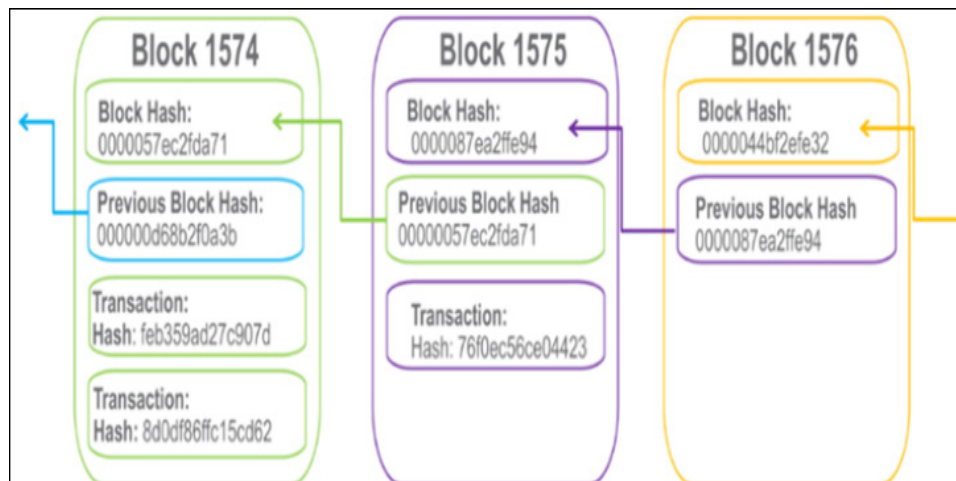 Block 1574
Block Hash:
0000057ec2fda71
Previous Block Hash:
000000d68b2f0a3b
Transaction:
Hash: feb359ad27c907d
Transaction:
Hash: 8d0df86ffc15cd62
Block 1575
Block Hash:
0000087ea2ffe94
Previous Block Hash
00000057ec2fda71
Transaction:
Hash: 76f0ec56ce04423
Block 1576
Block Hash:
0000044bf2efe32
Previous Block Hash
0000087ea2ffe94